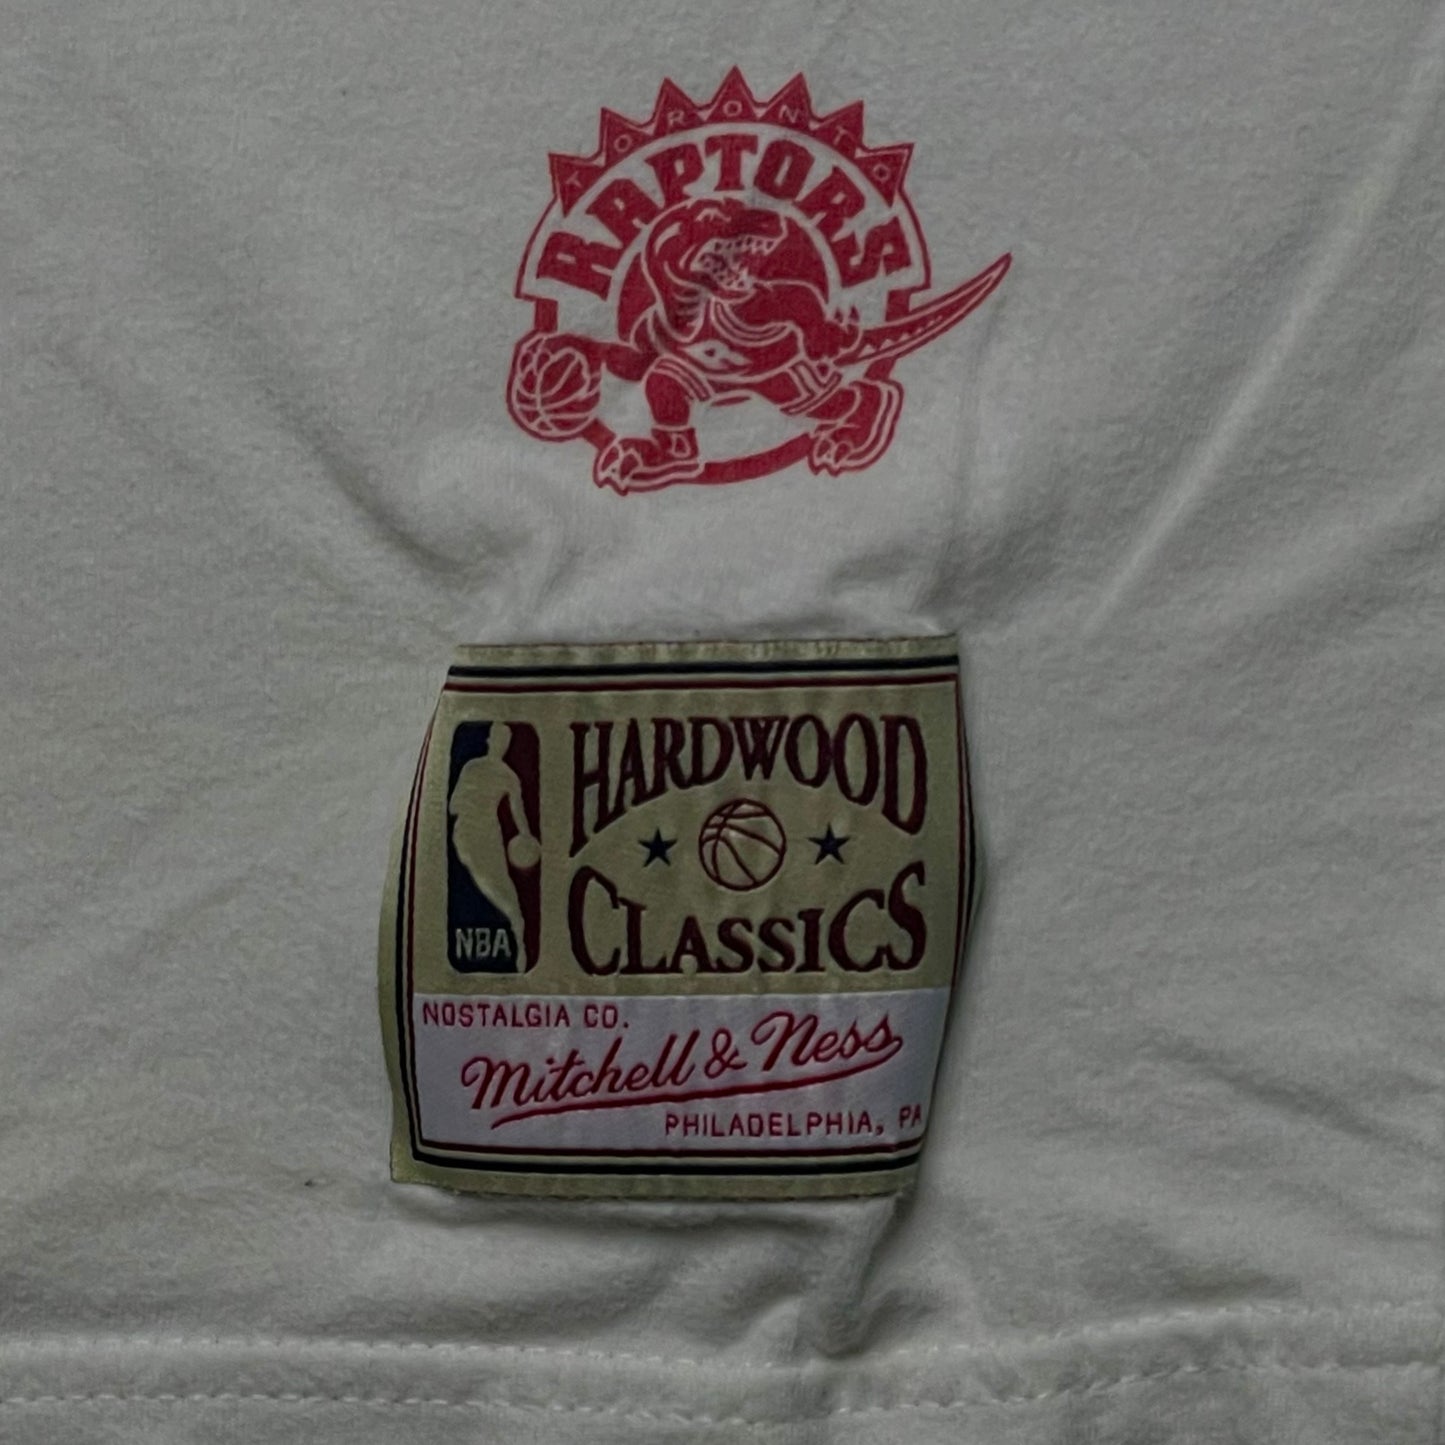 TORONTO
RAPTORS
HARDWOOD
CLASSICS
NBA
NOSTALGIA CO.
Mitchell & Ness
PHILADELPHIA, PA